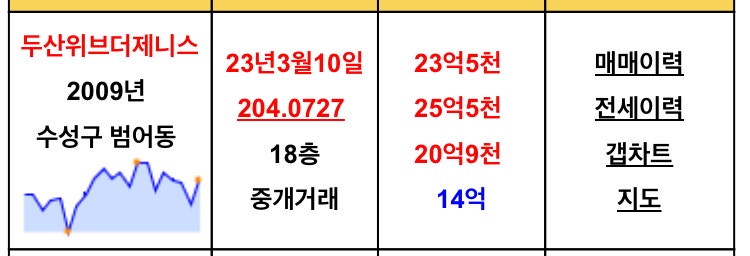 두산위브더제니스
2009년
수성구 범어동
23년3월10일
204.0727
18층
중개거래
23억5천
25억5천
20억9천
14억
매매이력
전세이력
갭차트
지도